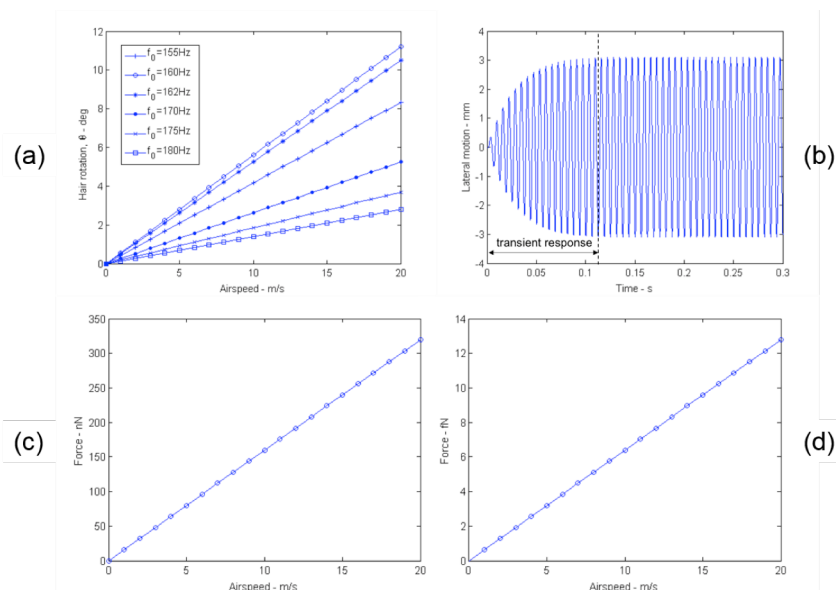 (a)
12
10
8
6
4
2
0
Hair rotation, θ - deg
f0=155Hz
f0=160Hz
f0=162Hz
f0=170Hz
f0=175Hz
f0=180Hz
0 5 10 15 20
Airspeed - m/s
(b)
4
3
2
1
0
-1
-2
-3
-4
Lateral motion - mm
transient response
0 0.05 0.1 0.15 0.2 0.25 0.3
Time - s
(c)
350
300
250
200
150
100
50
0
Force - nN
0 5 10 15 20
Airspeed - m/s
(d)
14
12
10
8
6
4
2
0
Force - fN
0 5 10 15 20
Airspeed - m/s